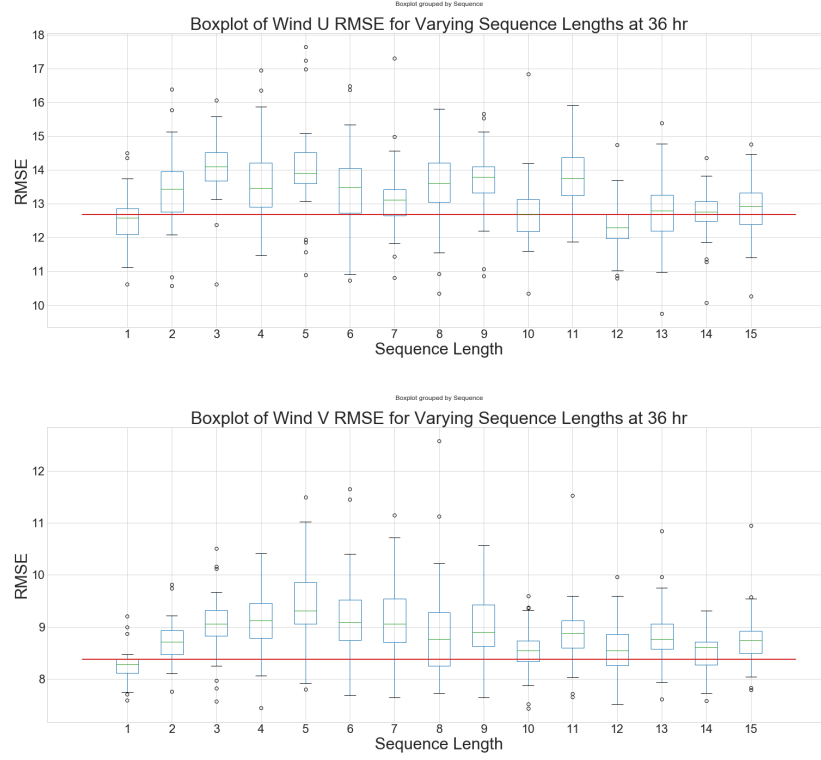 Boxplot grouped by Sequence
Boxplot of Wind U RMSE for Varying Sequence Lengths at 36 hr
18
17
16
15
14
13
12
11
10
RMSE
1 2 3 4 5 6 7 8 9 10 11 12 13 14 15
Sequence Length
Boxplot grouped by Sequence
Boxplot of Wind V RMSE for Varying Sequence Lengths at 36 hr
12
11
10
9
8
RMSE
1 2 3 4 5 6 7 8 9 10 11 12 13 14 15
Sequence Length